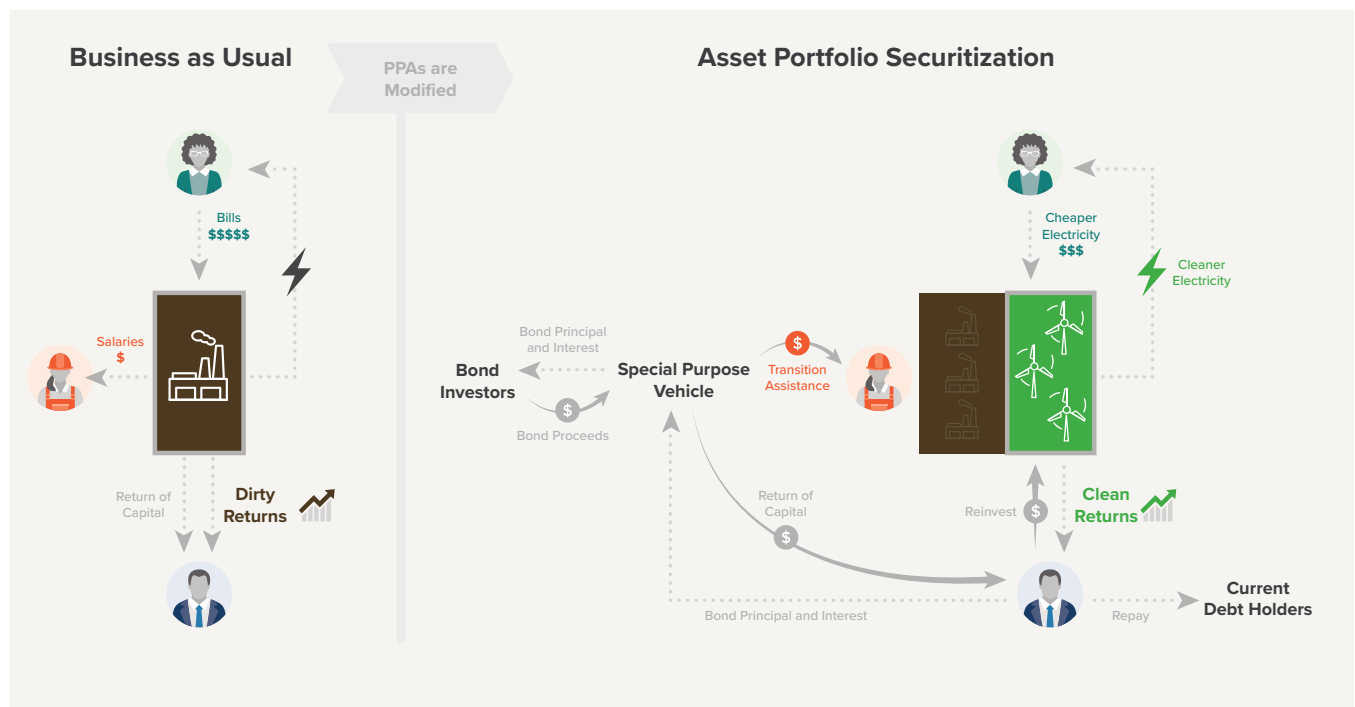 Business as Usual
PPAs are
Modified
Asset Portfolio Securitization
Bills
$$$$$
Salaries
$
Return of
Capital
Dirty
Returns
Cheaper
Electricity
$$$
Cleaner
Electricity
Bond Principal
and Interest
Bond
Investors
$
Bond Proceeds
Special Purpose
Vehicle
$
Transition
Assistance
Return of
Capital
$
Reinvest
$
Clean
Returns
Bond Principal and Interest
Repay
Current
Debt Holders